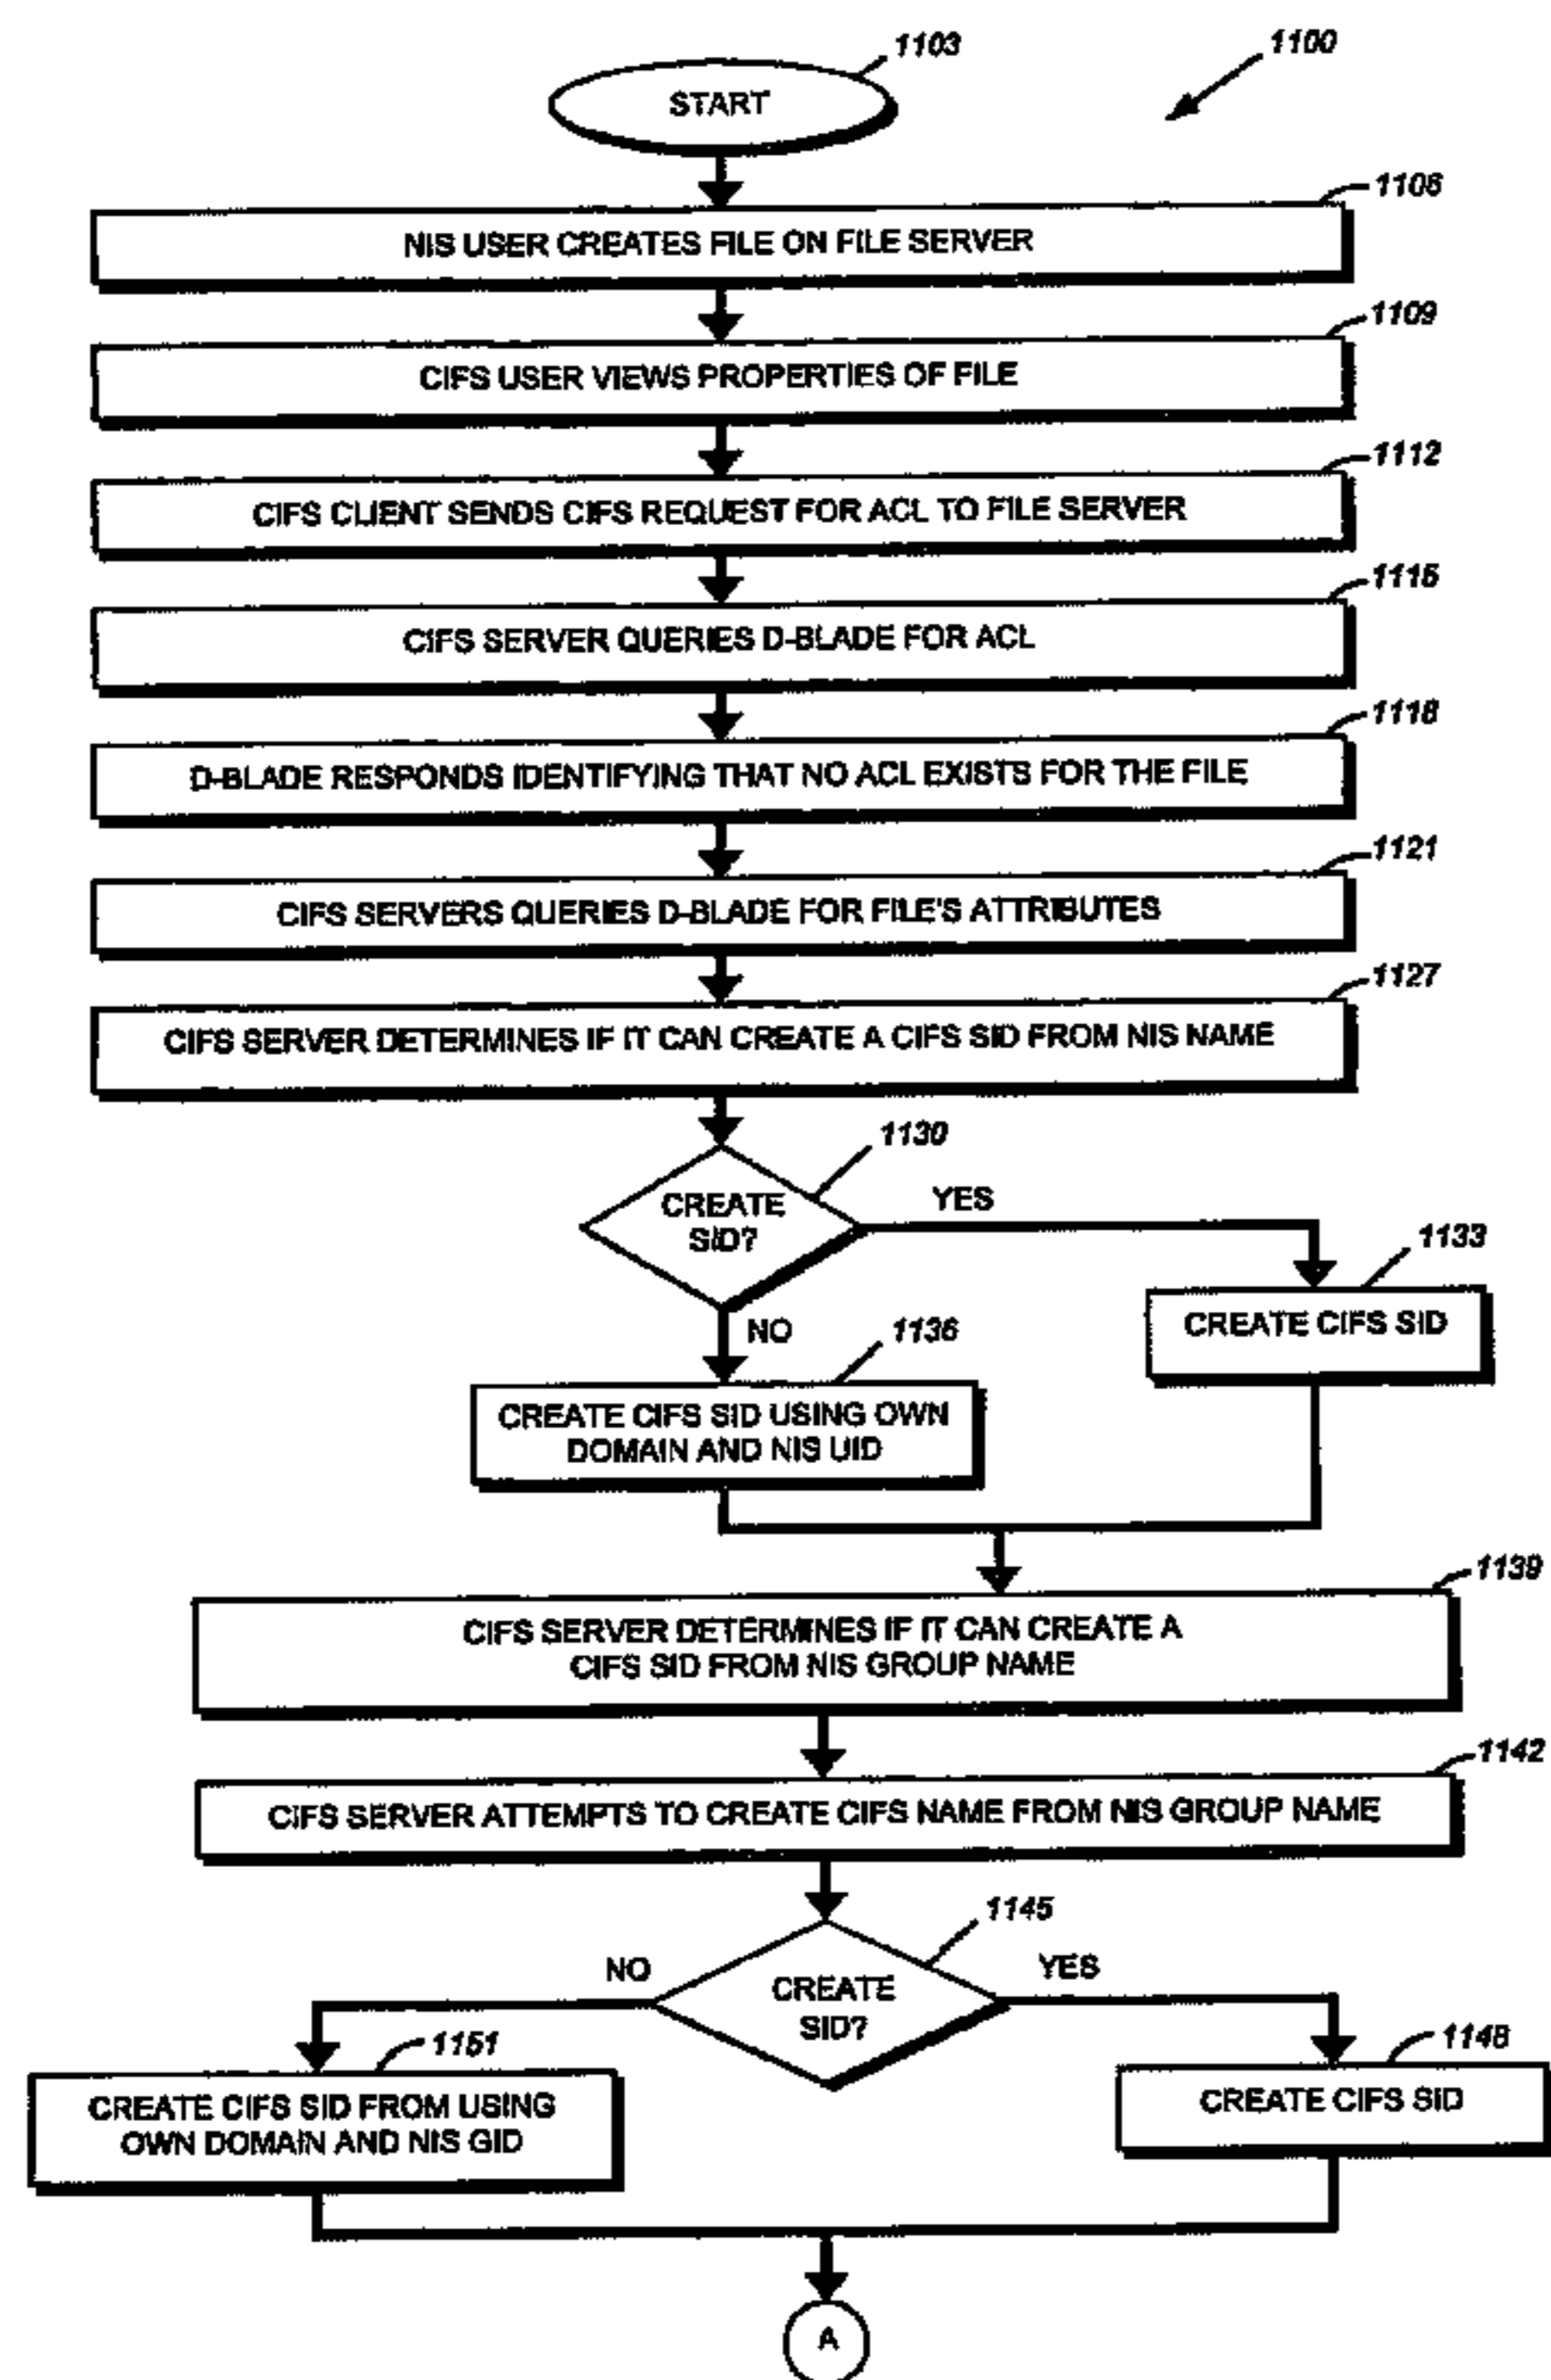 1103
1100
START
1106
NIS USER CREATES FILE ON FILE SERVER
1109
CIFS USER VIEWS PROPERTIES OF FILE
1112
CIFS CLIENT SENDS CIFS REQUEST FOR ACL TO FILE SERVER
1115
CIFS SERVER QUERIES D-BLADE FOR ACL
1118
D-BLADE RESPONDS IDENTIFYING THAT NO ACL EXISTS FOR THE FILE
1121
CIFS SERVERS QUERIES D-BLADE FOR FILE'S ATTRIBUTES
1127
CIFS SERVER DETERMINES IF IT CAN CREATE A CIFS SID FROM NIS NAME
1130
CREATE
SID?
YES
1133
CREATE CIFS SID
NO
1136
CREATE CIFS SID USING OWN
DOMAIN AND NIS UID
1139
CIFS SERVER DETERMINES IF IT CAN CREATE A
CIFS SID FROM NIS GROUP NAME
1142
CIFS SERVER ATTEMPTS TO CREATE CIFS NAME FROM NIS GROUP NAME
1145
NO
YES
CREATE
SID?
1151
CREATE CIFS SID FROM USING
OWN DOMAIN AND NIS GID
1148
CREATE CIFS SID
A